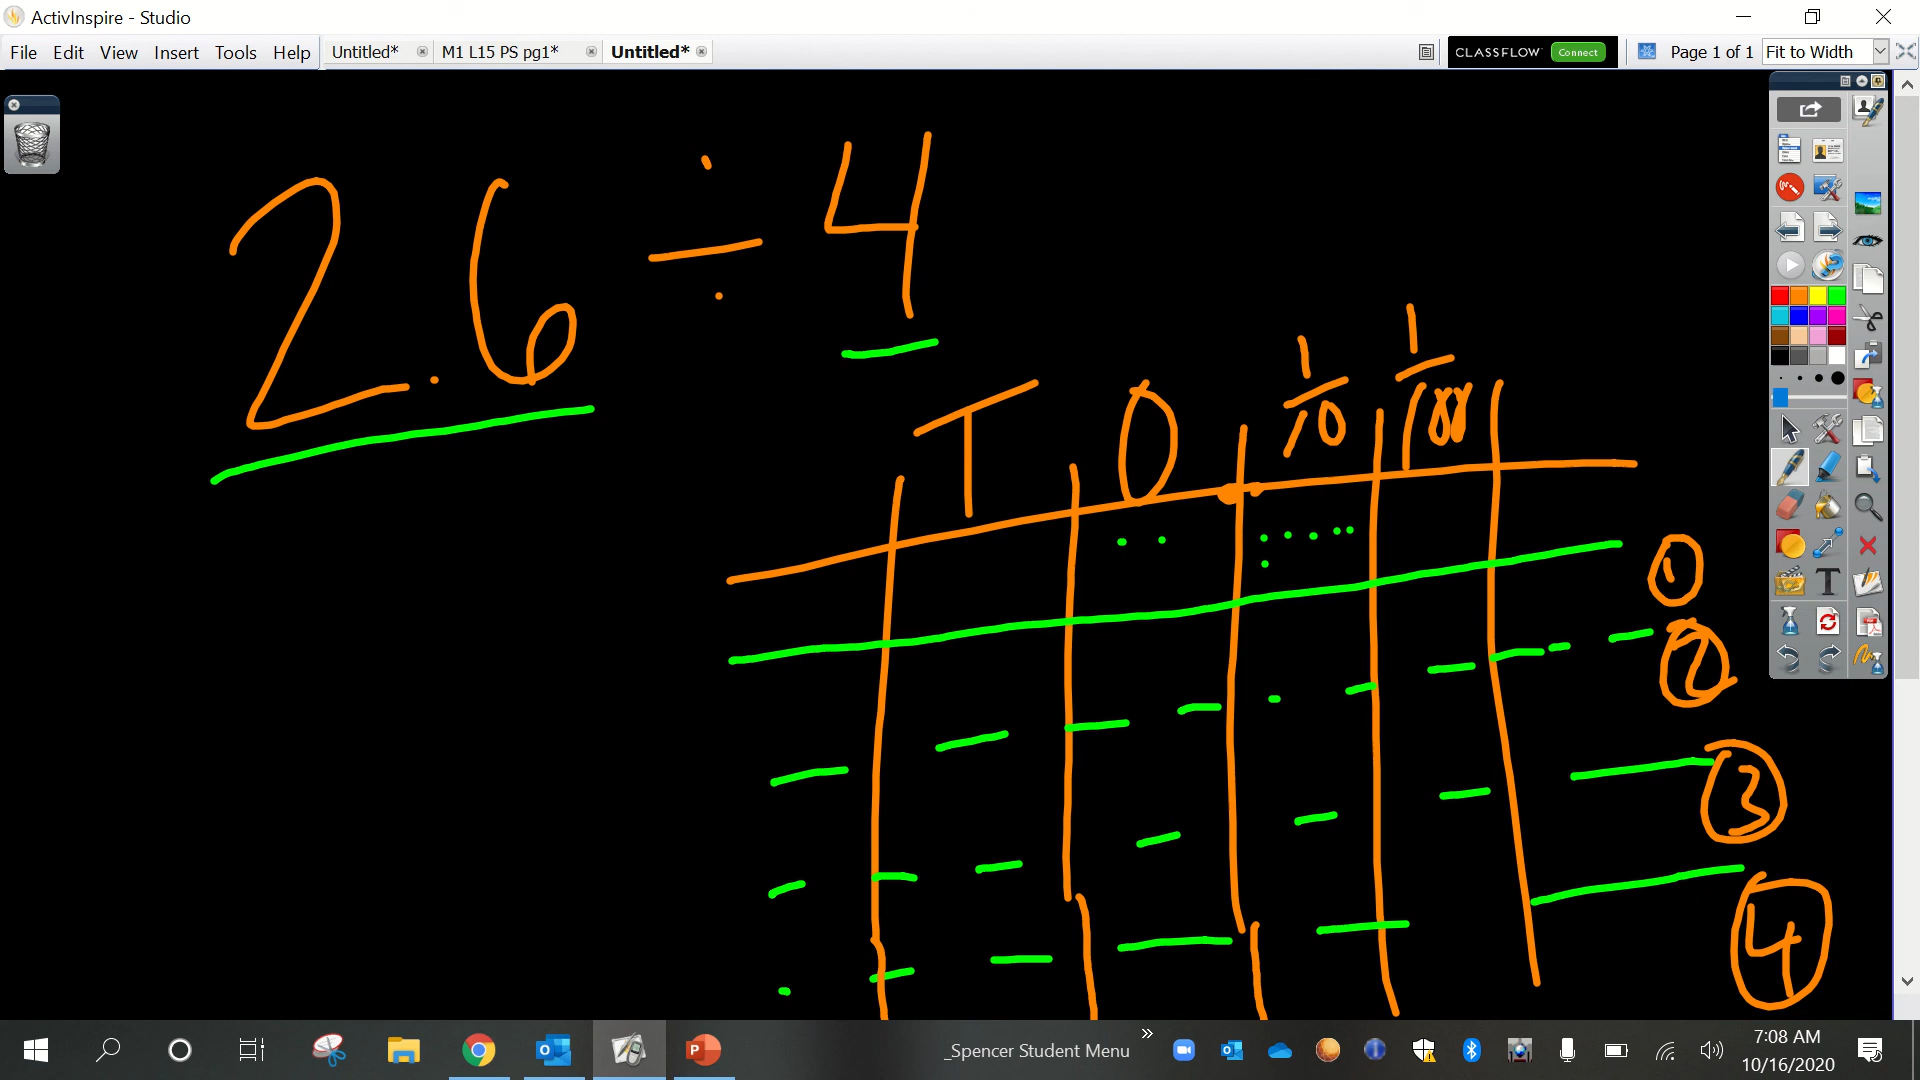 ActivInspire - Studio
File Edit View Insert Tools Help
Untitled*
M1 L15 PS pg1*
Untitled*
CLASSFLOW Connect
Page 1 of 1
Fit to Width
2.6 ÷ 4
T O 1/10 1/100
1
2
3
4
_Spencer Student Menu
7:08 AM
10/16/2020